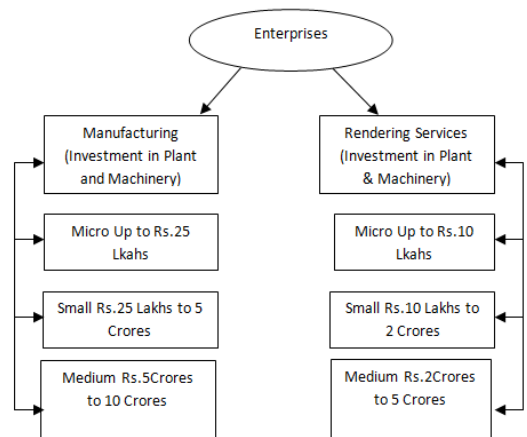 Enterprises
Manufacturing
(Investment in Plant
and Machinery)
Micro Up to Rs.25
Lkahs
Small Rs.25 Lakhs to 5
Crores
Medium Rs.5Crores
to 10 Crores
Rendering Services
(Investment in Plant
& Machinery)
Micro Up to Rs.10
Lkahs
Small Rs.10 Lakhs to
2 Crores
Medium Rs.2Crores
to 5 Crores